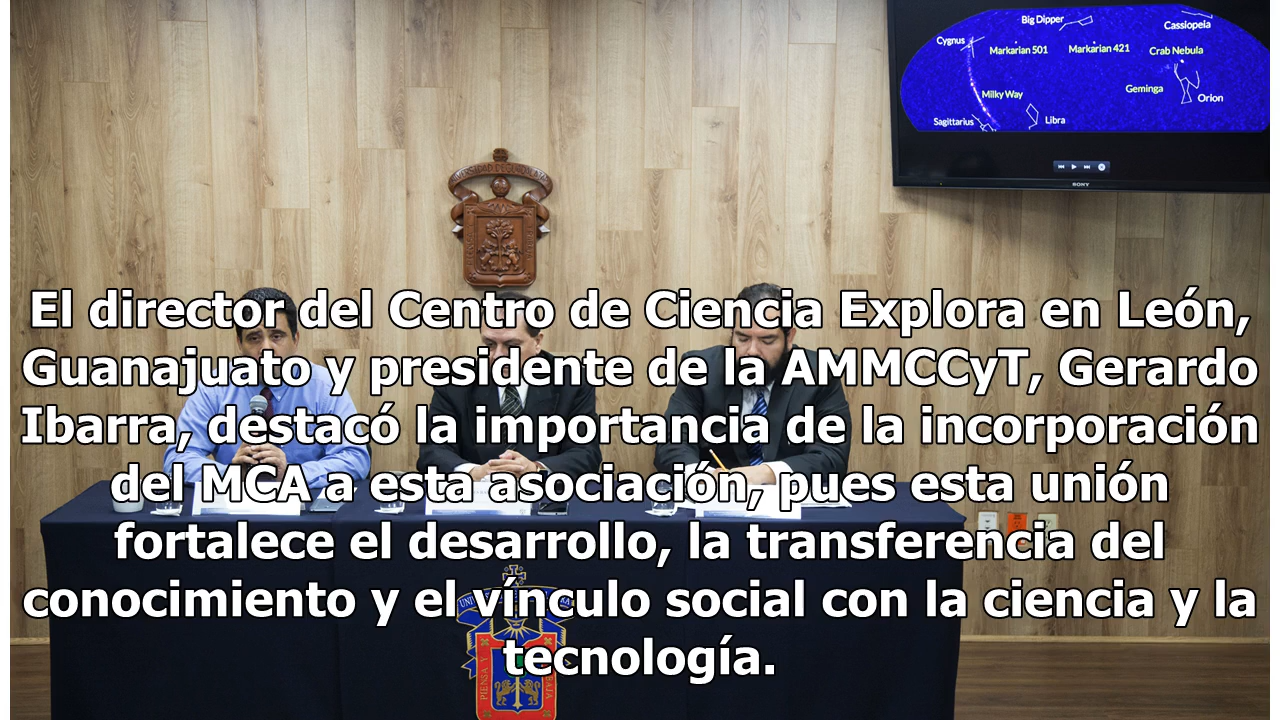 Big Dipper
Cassiopeia
Cygnus
Markarian 501
Markarian 421
Crab Nebula
Milky Way
Geminga
Orion
Sagittarius
Libra
SONY
El director del Centro de Ciencia Explora en León,
Guanajuato y presidente de la AMMCCyT, Gerardo
Ibarra, destacó la importancia de la incorporación
del MCA a esta asociación, pues esta unión
fortalece el desarrollo, la transferencia del
conocimiento y el vínculo social con la ciencia y la
tecnología.
PIENSA Y